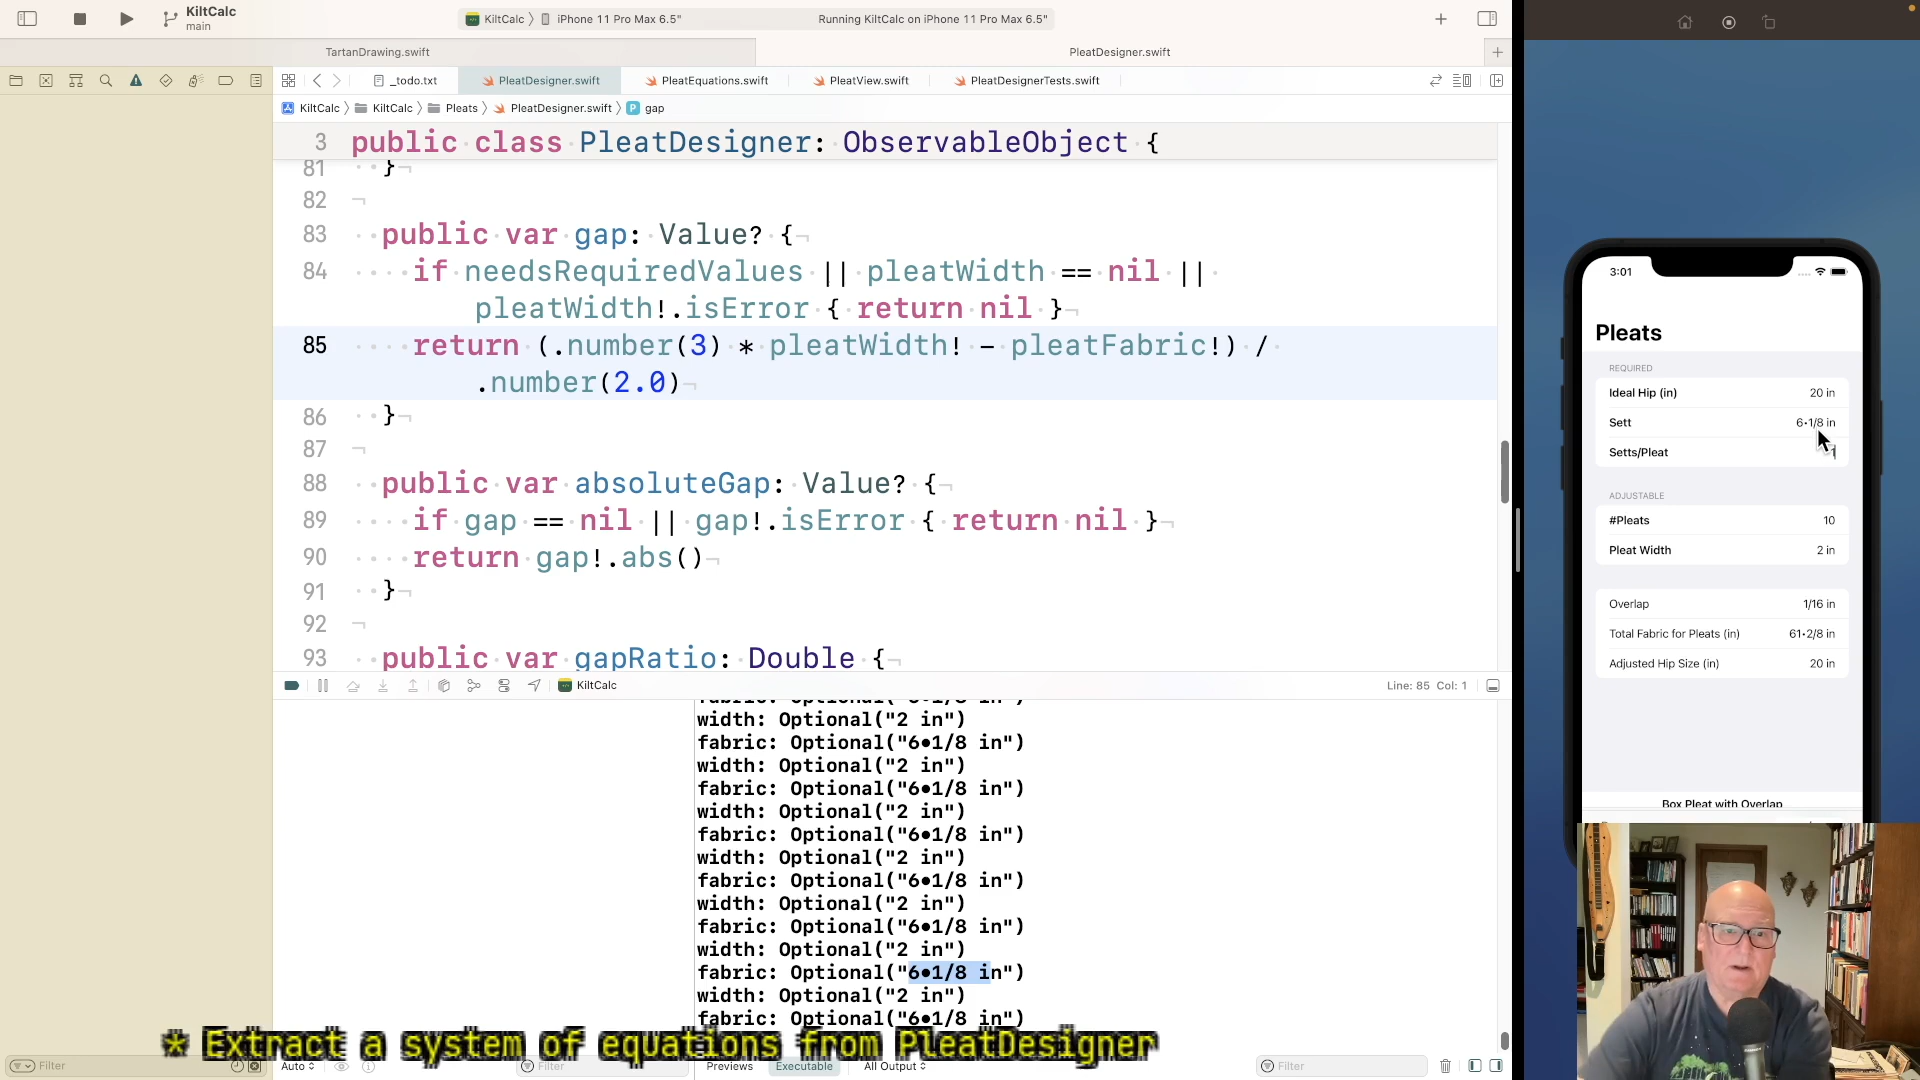 KiltCalc
main
KiltCalc
iPhone 11 Pro Max 6.5"
Running KiltCalc on iPhone 11 Pro Max 6.5"
TartanDrawing.swift
PleatDesigner.swift
_todo.txt
PleatDesigner.swift
PleatEquations.swift
PleatView.swift
PleatDesignerTests.swift
KiltCalc
KiltCalc
Pleats
PleatDesigner.swift
P
gap
3 public class PleatDesigner: ObservableObject {
81 }
82
83 public var gap: Value? {
84 if needsRequiredValues || pleatWidth == nil ||
pleatWidth!.isError { return nil }
85 return (.number(3) * pleatWidth! - pleatFabric!) /
.number(2.0)
86 }
87
88 public var absoluteGap: Value? {
89 if gap == nil || gap!.isError { return nil }
90 return gap!.abs()
91 }
92
93 public var gapRatio: Double {
KiltCalc
Line: 85 Col: 1
fabric: Optional("6•1/8 in")
width: Optional("2 in")
fabric: Optional("6•1/8 in")
width: Optional("2 in")
fabric: Optional("6•1/8 in")
width: Optional("2 in")
fabric: Optional("6•1/8 in")
width: Optional("2 in")
fabric: Optional("6•1/8 in")
width: Optional("2 in")
fabric: Optional("6•1/8 in")
width: Optional("2 in")
fabric: Optional("6•1/8 in")
width: Optional("2 in")
fabric: Optional("6•1/8 in")
* Extract a system of equations from PleatDesigner
Filter
Auto
Filter
Previews
Executable
All Output
Filter
3:01
Pleats
REQUIRED
Ideal Hip (in) 20 in
Sett 6•1/8 in
Setts/Pleat 1
ADJUSTABLE
#Pleats 10
Pleat Width 2 in
Overlap 1/16 in
Total Fabric for Pleats (in) 61•2/8 in
Adjusted Hip Size (in) 20 in
Box Pleat with Overlap